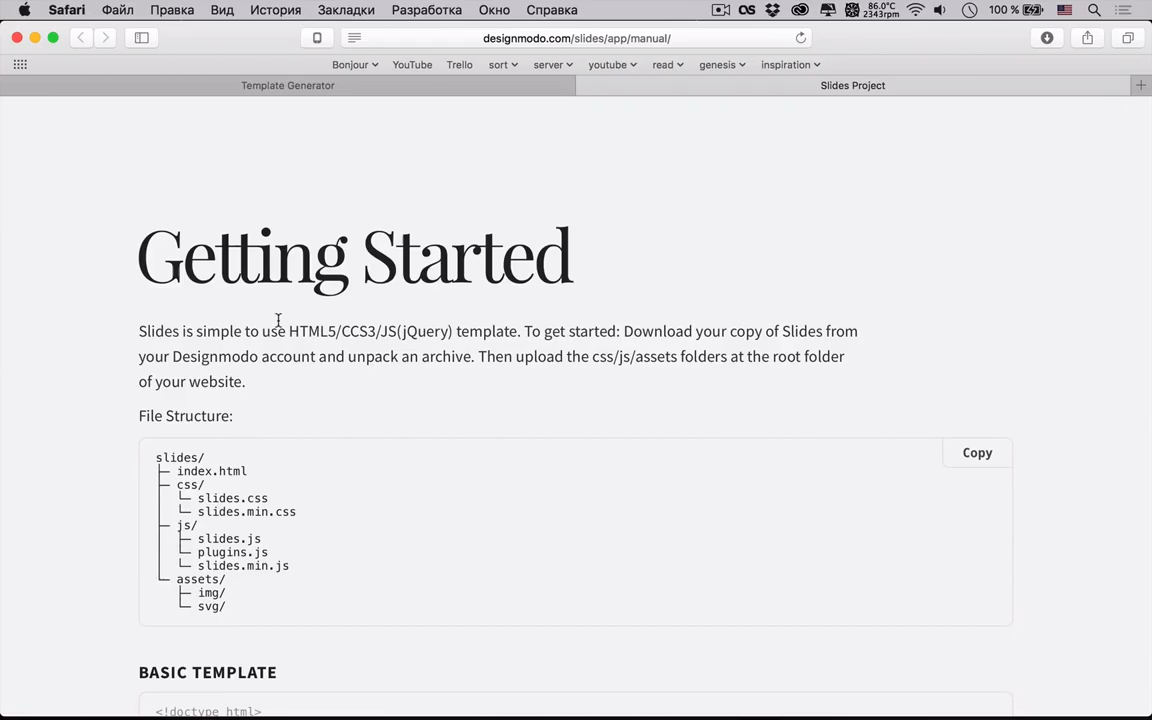 Safari Файл Правка Вид История Закладки Разработка Окно Справка OS 86.0°C 2343rpm 100 %
designmodo.com/slides/app/manual/
Bonjour YouTube Trello sort server youtube read genesis inspiration
Template Generator Slides Project
Getting Started
Slides is simple to use HTML5/CCS3/JS(jQuery) template. To get started: Download your copy of Slides from
your Designmodo account and unpack an archive. Then upload the css/js/assets folders at the root folder
of your website.
File Structure:
Copy
slides/
├─ index.html
├─ css/
│  └─ slides.css
│  └─ slides.min.css
├─ js/
│  ├─ slides.js
│  └─ plugins.js
│  └─ slides.min.js
└─ assets/
   ├─ img/
   └─ svg/
BASIC TEMPLATE
<!doctype html>